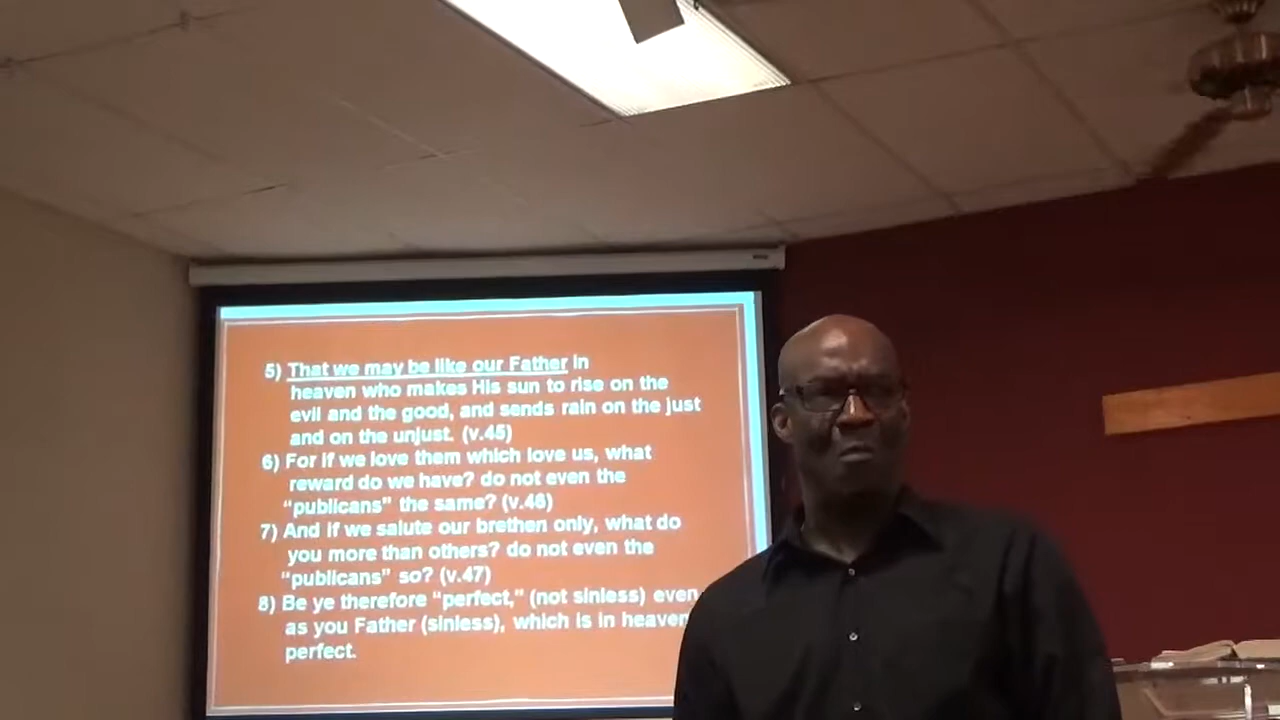 5) That we may be like our Father in
heaven who makes His sun to rise on the
evil and the good, and sends rain on the just
and on the unjust. (v.45)
6) For if we love them which love us, what
reward do we have? do not even the
"publicans" the same? (v.46)
7) And if we salute our brethen only, what do
you more than others? do not even the
"publicans" so? (v.47)
8) Be ye therefore "perfect," (not sinless) even
as you Father (sinless), which is in heaven
perfect.